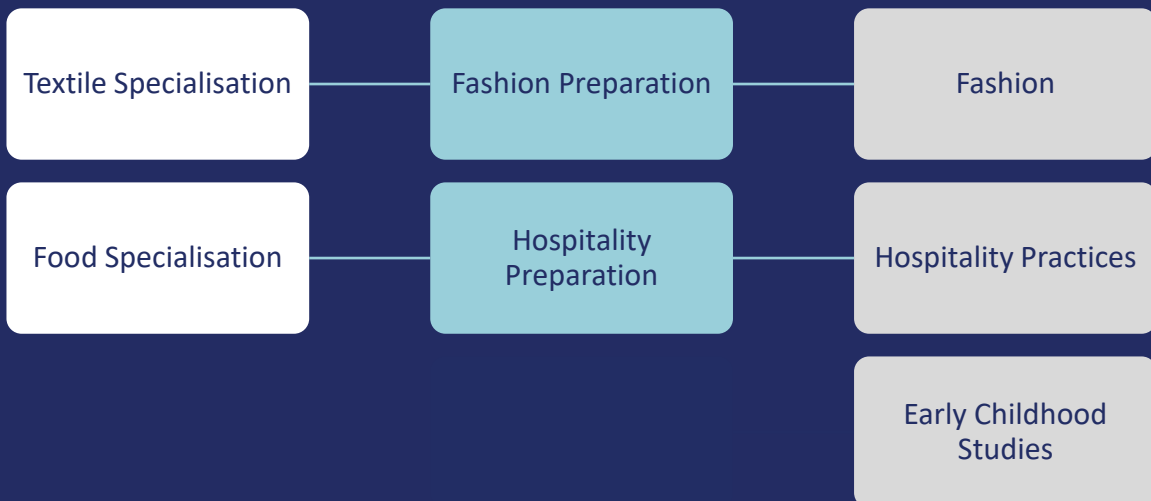 Textile Specialisation
Fashion Preparation
Fashion
Food Specialisation
Hospitality
Preparation
Hospitality Practices
Early Childhood
Studies